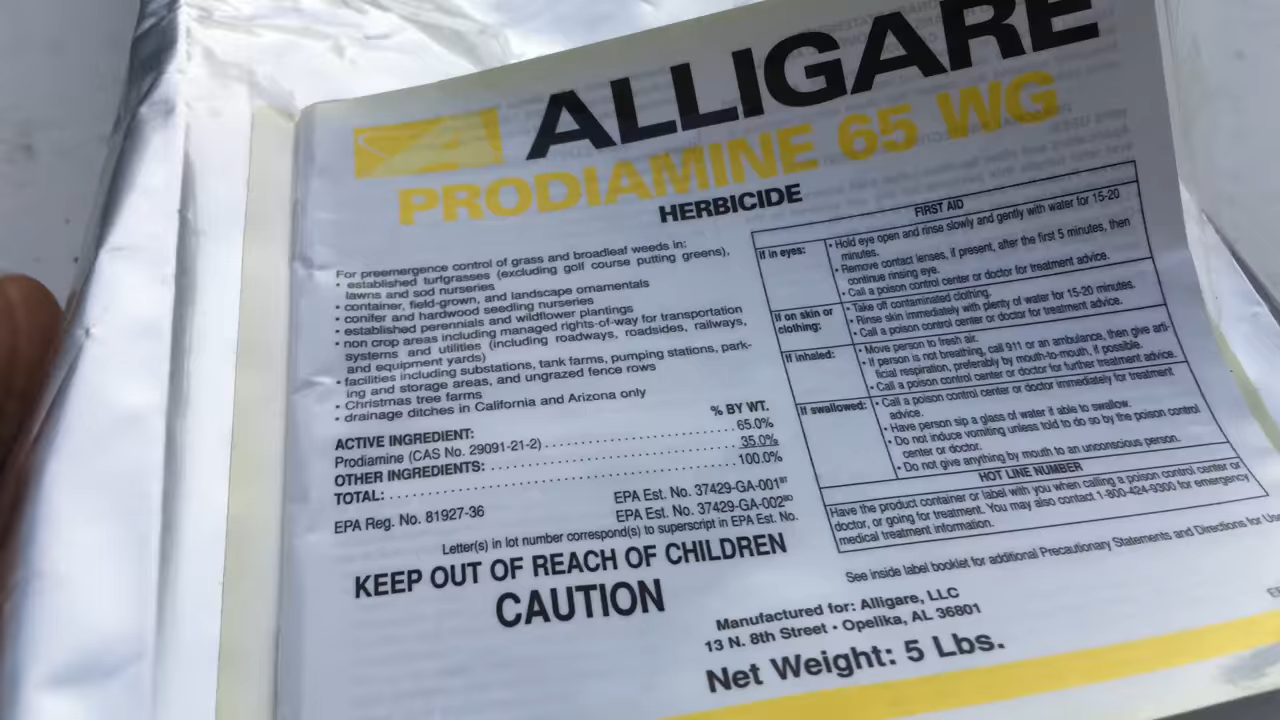 ALLIGARE
PRODIAMINE 65 WG
HERBICIDE
For preemergence control of grass and broadleaf weeds in:
• established turfgrasses (excluding golf course putting greens),
lawns and sod nurseries
• container, field-grown, and landscape ornamentals
• conifer and hardwood seedling nurseries
• established perennials and wildflower plantings
• non crop areas including managed rights-of-way for transportation
systems and utilities (including roadways, roadsides, railways,
and equipment yards)
• facilities including substations, tank farms, pumping stations, park-
ing and storage areas, and ungrazed fence rows
• Christmas tree farms
• drainage ditches in California and Arizona only
ACTIVE INGREDIENT: % BY WT.
Prodiamine (CAS No. 29091-21-2) 65.0%
OTHER INGREDIENTS: 35.0%
TOTAL: 100.0%
EPA Reg. No. 81927-36
EPA Est. No. 37429-GA-001
EPA Est. No. 37429-GA-002
Letter(s) in lot number correspond(s) to superscript in EPA Est. No.
KEEP OUT OF REACH OF CHILDREN
CAUTION
FIRST AID
If in eyes:
• Hold eye open and rinse slowly and gently with water for 15-20
minutes.
• Remove contact lenses, if present, after the first 5 minutes, then
continue rinsing eye.
• Call a poison control center or doctor for treatment advice.
If on skin or
clothing:
• Take off contaminated clothing.
• Rinse skin immediately with plenty of water for 15-20 minutes.
• Call a poison control center or doctor for treatment advice.
If inhaled:
• Move person to fresh air.
• If person is not breathing, call 911 or an ambulance, then give arti-
ficial respiration, preferably by mouth-to-mouth, if possible.
• Call a poison control center or doctor for further treatment advice.
If swallowed:
• Call a poison control center or doctor immediately for treatment
advice.
• Have person sip a glass of water if able to swallow.
• Do not induce vomiting unless told to do so by the poison control
center or doctor.
• Do not give anything by mouth to an unconscious person.
HOT LINE NUMBER
Have the product container or label with you when calling a poison control center or
doctor, or going for treatment. You may also contact 1-800-424-9300 for emergency
medical treatment information.
See inside label booklet for additional Precautionary Statements and Directions for
Manufactured for: Alligare, LLC
13 N. 8th Street • Opelika, AL 36801
Net Weight: 5 Lbs.